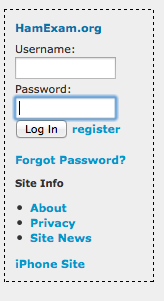 HamExam.org
Username:
Password:
Log In register
Forgot Password?
Site Info
About
Privacy
Site News
iPhone Site